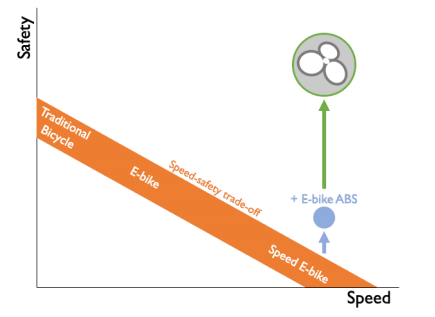 Safety
Traditional
Bicycle
E-bike
Speed-safety trade-off
+ E-bike ABS
Speed E-bike
Speed